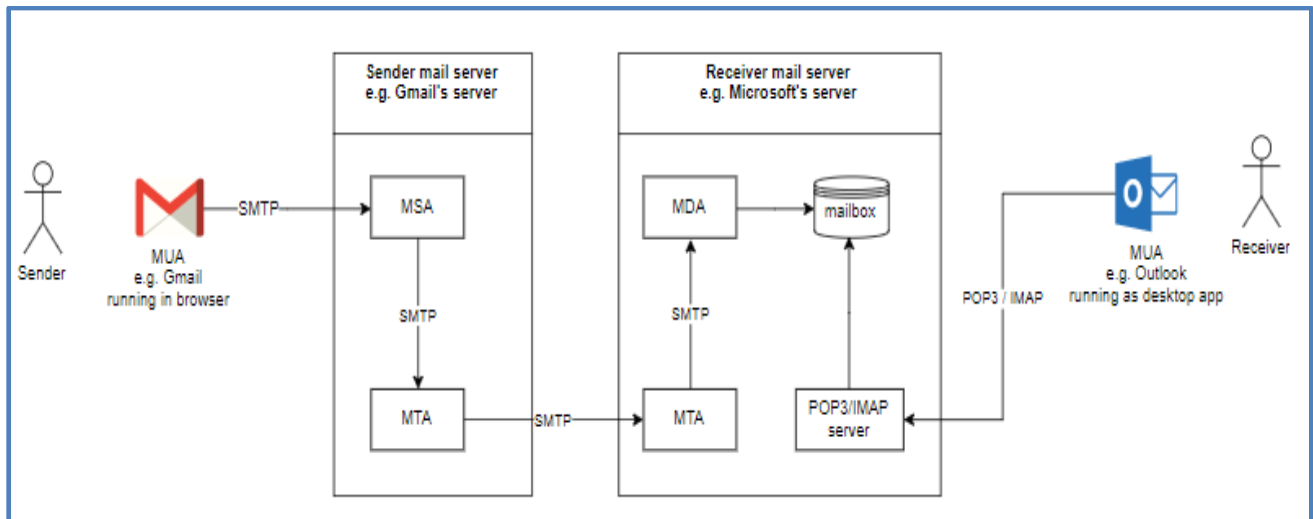 Sender mail server
e.g. Gmail's server
Receiver mail server
e.g. Microsoft's server
Sender
MUA
e.g. Gmail
running in browser
SMTP
MSA
SMTP
MTA
SMTP
MTA
SMTP
MDA
mailbox
POP3/IMAP
server
POP3 / IMAP
MUA
e.g. Outlook
running as desktop app
Receiver